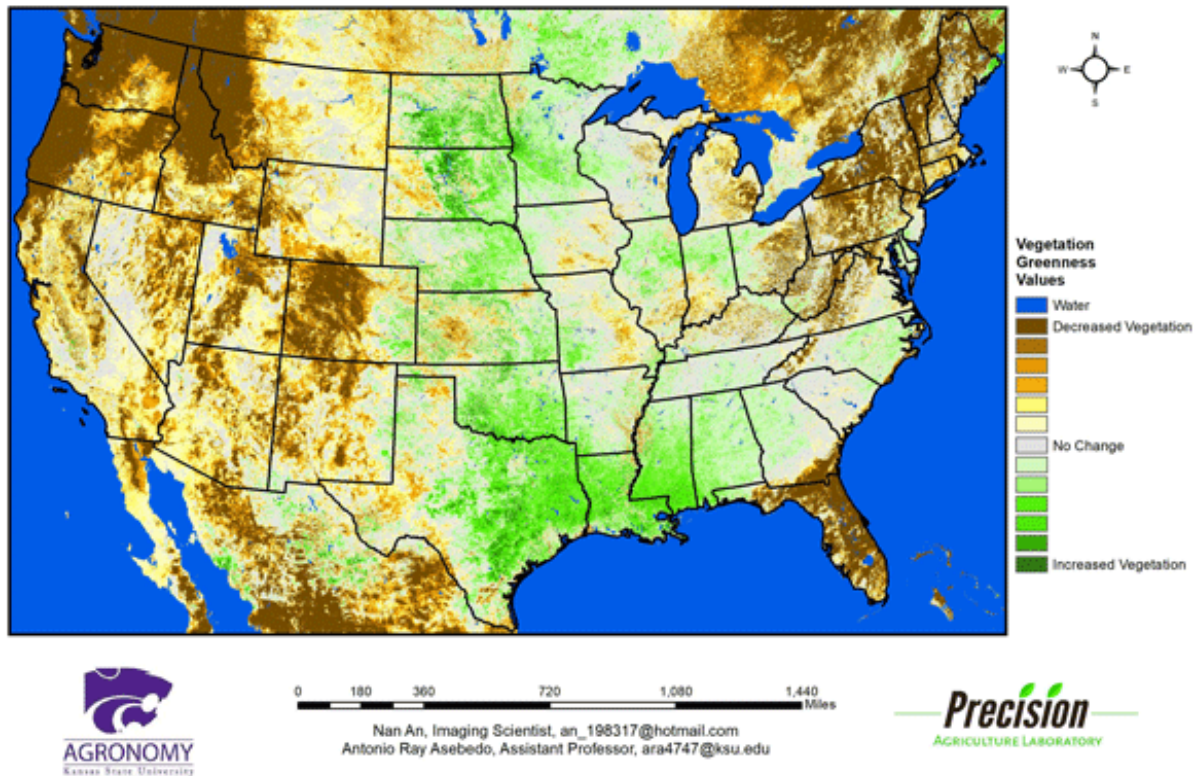 N
W E
S
Vegetation
Greenness
Values
Water
Decreased Vegetation
No Change
Increased Vegetation
0 180 360 720 1,080 1,440
Miles
Nan An, Imaging Scientist, an_198317@hotmail.com
Antonio Ray Asebedo, Assistant Professor, ara4747@ksu.edu
AGRONOMY
Kansas State University
Precision
AGRICULTURE LABORATORY